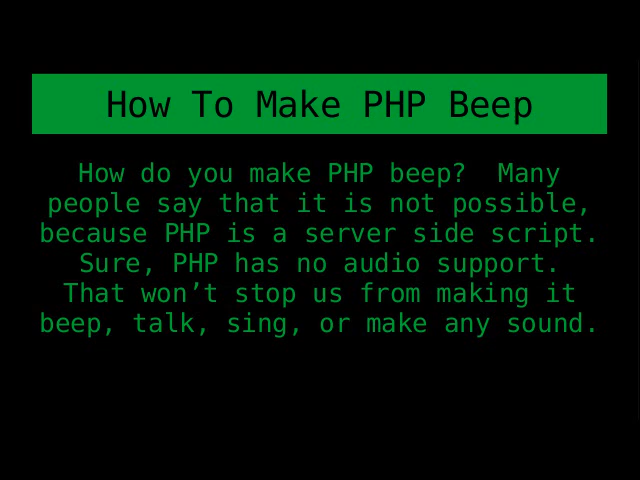 How To Make PHP Beep
How do you make PHP beep?  Many
people say that it is not possible,
because PHP is a server side script.
Sure, PHP has no audio support.
That won’t stop us from making it
beep, talk, sing, or make any sound.